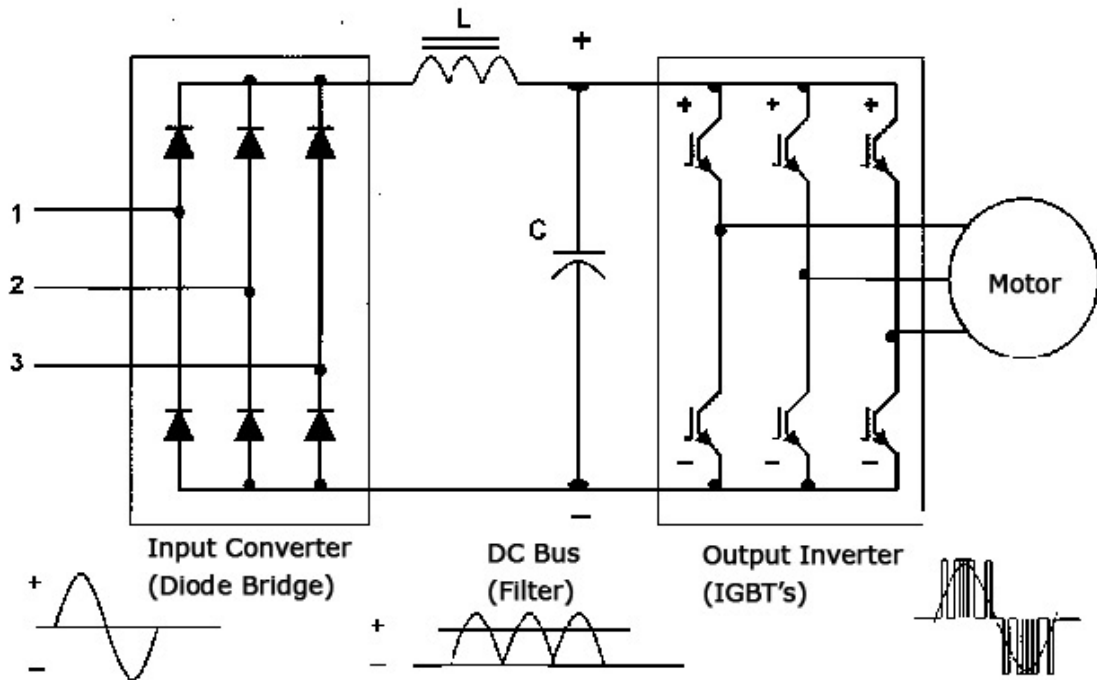 L
+
+
+
+
1
2
C
Motor
3
-
-
-
-
Input Converter
(Diode Bridge)
DC Bus
(Filter)
Output Inverter
(IGBT's)
+
-
+
-